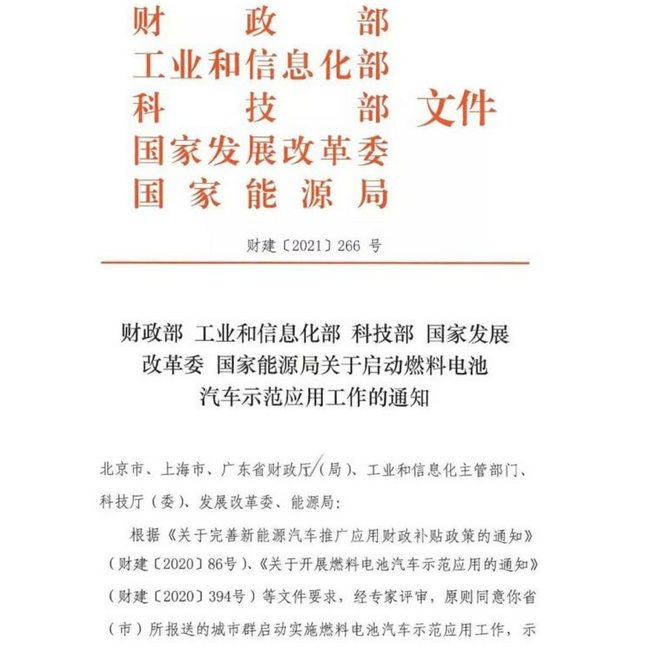 财政部
工业和信息化部
科技部
国家发展改革委
国家能源局
文件
财建〔2021〕266 号
财政部 工业和信息化部 科技部 国家发展
改革委 国家能源局关于启动燃料电池
汽车示范应用工作的通知
北京市、上海市、广东省财政厅(局)、工业和信息化主管部门、
科技厅(委)、发展改革委、能源局:
根据《关于完善新能源汽车推广应用财政补贴政策的通知》
(财建〔2020〕86号)、《关于开展燃料电池汽车示范应用的通知》
(财建〔2020〕394号)等文件要求，经专家评审，原则同意你省
(市)所报送的城市群启动实施燃料电池汽车示范应用工作，示